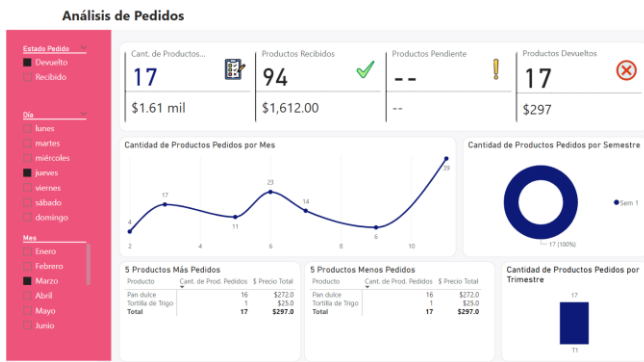 Análisis de Pedidos
Estado Pedido
Devuelto
Recibido
Día
lunes
martes
miércoles
jueves
viernes
sábado
domingo
Mes
Enero
Febrero
Marzo
Abril
Mayo
Junio
Cant. de Productos...
17
$1.61 mil
Productos Recibidos
94
$1,612.00
Productos Pendiente
--
--
Productos Devueltos
17
$297
Cantidad de Productos Pedidos por Mes
4
17
11
23
14
6
39
2 4 6 8 10
Cantidad de Productos Pedidos por Semestre
Sem 1
17 (100%)
5 Productos Más Pedidos
Producto Cant. de Prod. Pedidos $ Precio Total
Pan dulce 16 $272.0
Tortilla de Trigo 1 $25.0
Total 17 $297.0
5 Productos Menos Pedidos
Producto Cant. de Prod. Pedidos $ Precio Total
Pan dulce 16 $272.0
Tortilla de Trigo 1 $25.0
Total 17 $297.0
Cantidad de Productos Pedidos por
Trimestre
17
T1